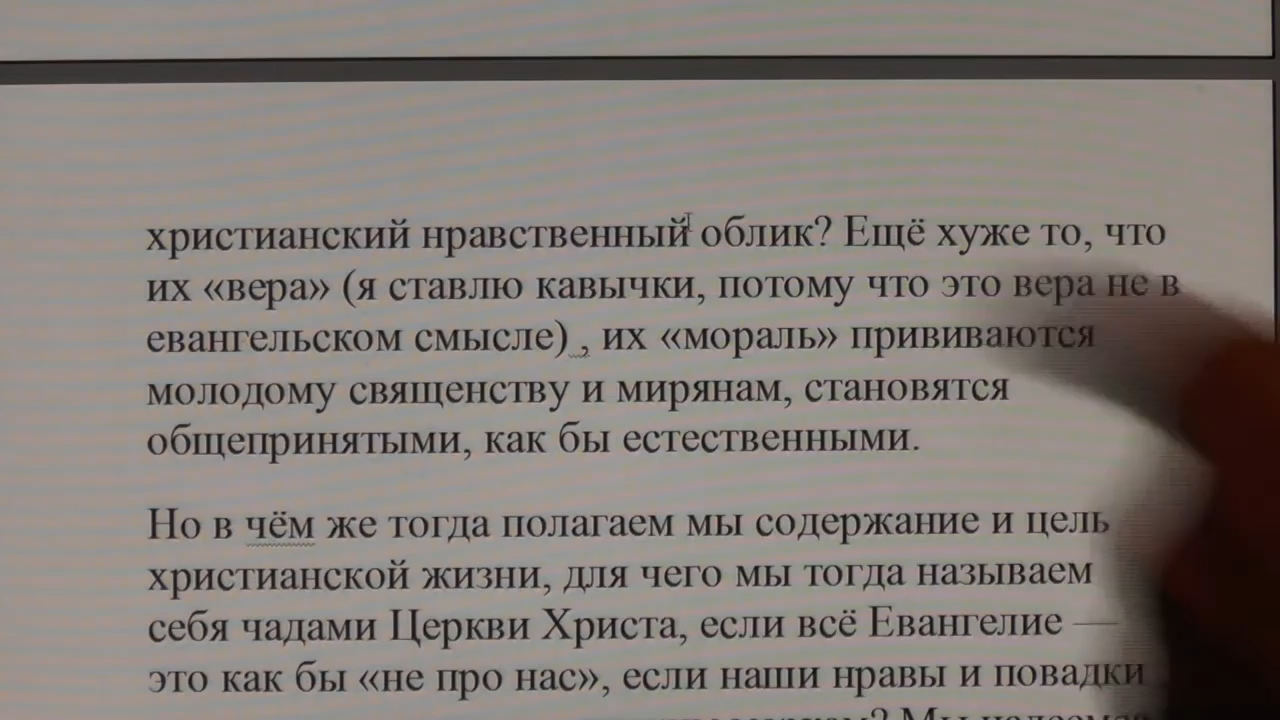 христианский нравственный облик? Ещё хуже то, что
их «вера» (я ставлю кавычки, потому что это вера не в
евангельском смысле) , их «мораль» прививаются
молодому священству и мирянам, становятся
общепринятыми, как бы естественными.
Но в чём же тогда полагаем мы содержание и цель
христианской жизни, для чего мы тогда называем
себя чадами Церкви Христа, если всё Евангелие —
это как бы «не про нас», если наши нравы и повадки
Мы надеемся